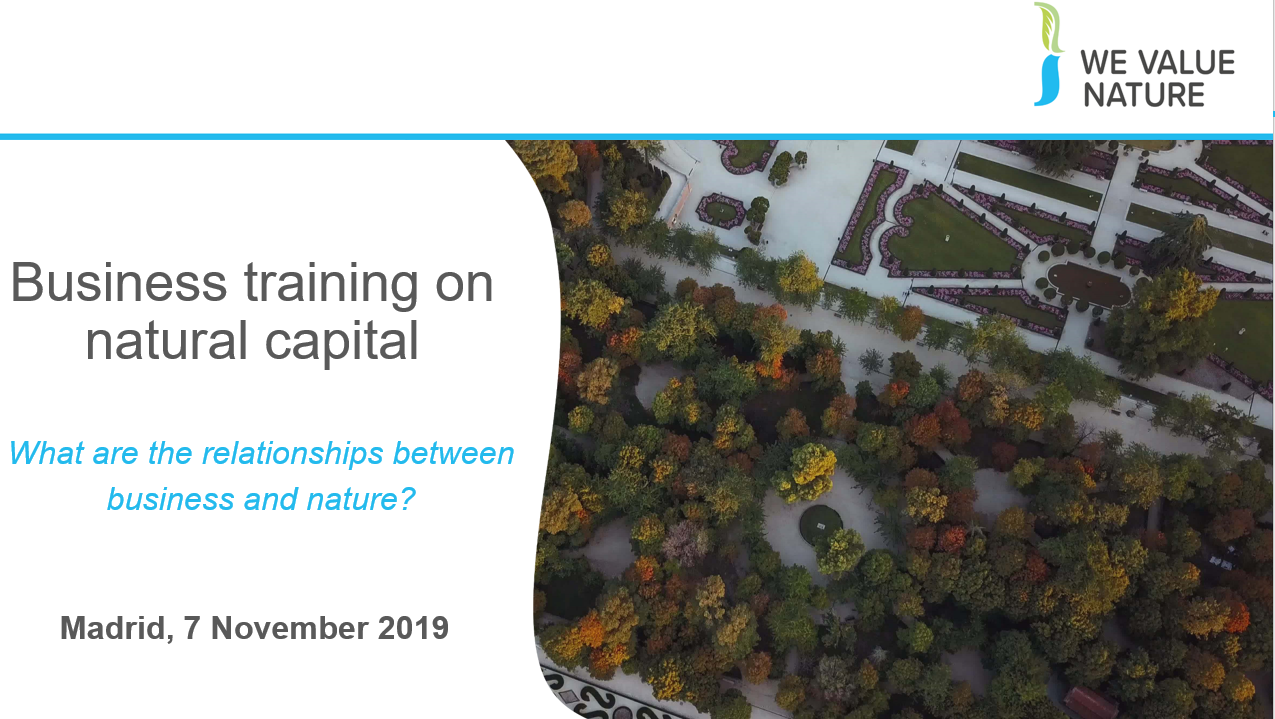 WE VALUE
NATURE
Business training on
natural capital
What are the relationships between
business and nature?
Madrid, 7 November 2019